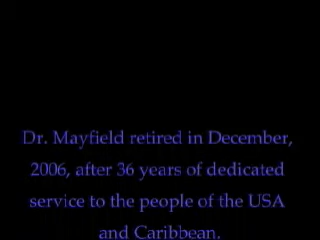 Dr. Mayfield retired in December,
2006, after 36 years of dedicated
service to the people of the USA
and Caribbean.